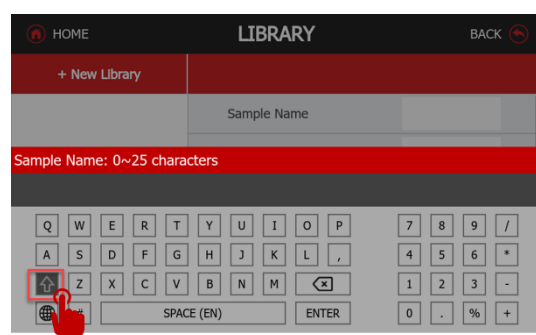 HOME LIBRARY BACK
+ New Library
Sample Name
Sample Name: 0~25 characters
Q W E R T Y U I O P 7 8 9 /
A S D F G H J K L , 4 5 6 *
Z X C V B N M 1 2 3 -
# SPACE (EN) ENTER 0 . % +